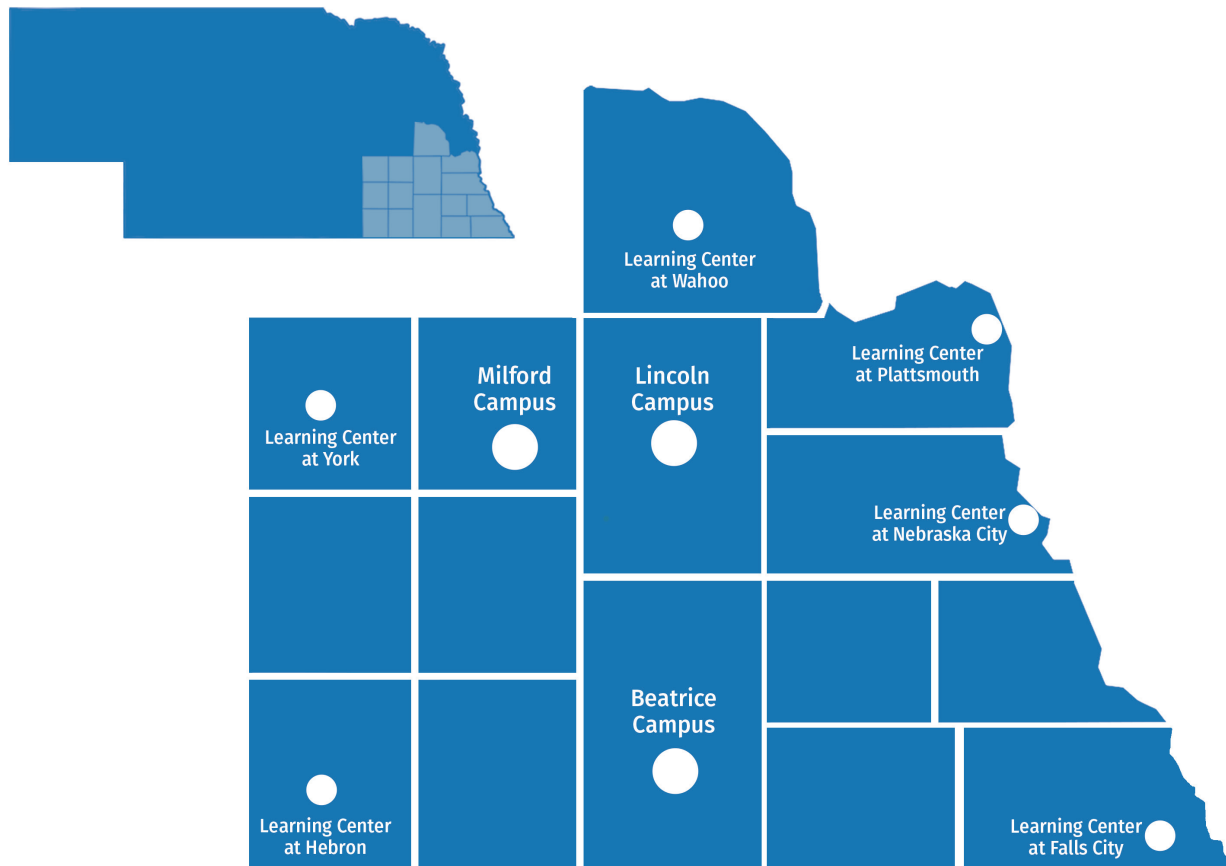 Learning Center
at Wahoo
Learning Center
at Plattsmouth
Milford
Campus
Lincoln
Campus
Learning Center
at York
Learning Center
at Nebraska City
Beatrice
Campus
Learning Center
at Hebron
Learning Center
at Falls City